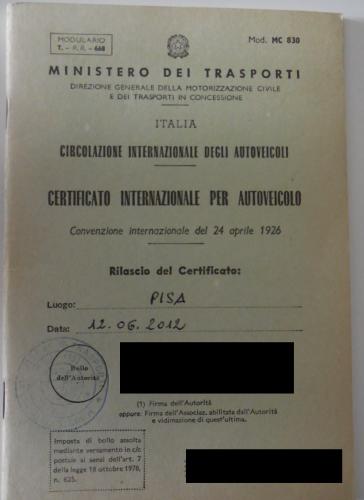 MODULARIO
T. - P. R. - 668
Mod. MC 830
MINISTERO DEI TRASPORTI
DIREZIONE GENERALE DELLA MOTORIZZAZIONE CIVILE
E DEI TRASPORTI IN CONCESSIONE
ITALIA
CIRCOLAZIONE INTERNAZIONALE DEGLI AUTOVEICOLI
CERTIFICATO INTERNAZIONALE PER AUTOVEICOLO
Convenzione internazionale del 24 aprile 1926
Rilascio del Certificato:
Luogo: PISA
Data: 12.06.2012
Bollo
dell'Autorità
(1) Firma dell'Autorità
oppure: Firma dell'Associaz. abilitata dall'Autorità
e vidimazione di quest'ultima.
Imposta di bollo assolta
mediante versamento in c/c
postale ai sensi dell'art. 7
della legge 18 ottobre 1978,
n. 625.